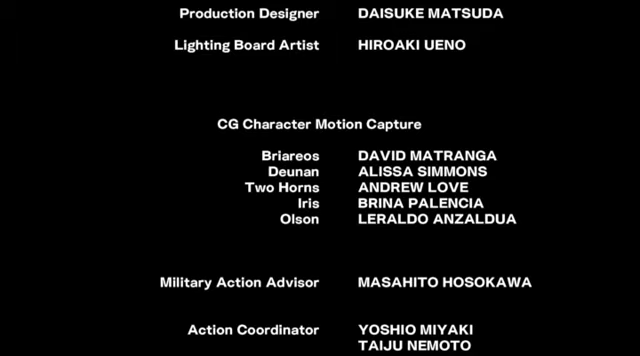 Production Designer DAISUKE MATSUDA
Lighting Board Artist HIROAKI UENO
CG Character Motion Capture
Briareos DAVID MATRANGA
Deunan ALISSA SIMMONS
Two Horns ANDREW LOVE
Iris BRINA PALENCIA
Olson LERALDO ANZALDUA
Military Action Advisor MASAHITO HOSOKAWA
Action Coordinator YOSHIO MIYAKI
TAIJU NEMOTO